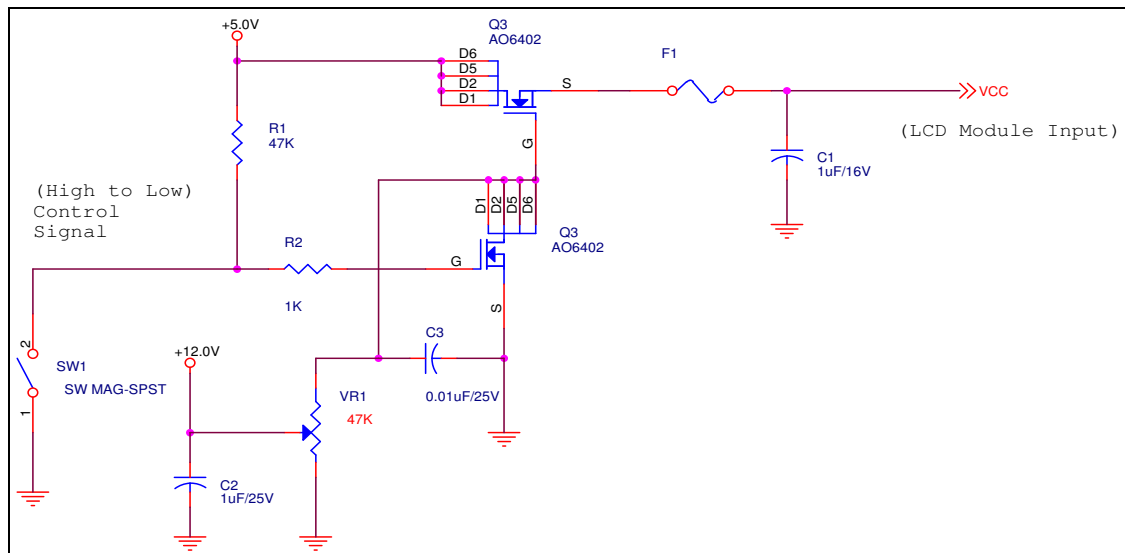 +5.0V
Q3
AO6402
D6
D5
D2
D1
S
G
F1
VCC
(LCD Module Input)
R1
47K
C1
1uF/16V
(High to Low)
Control
Signal
D1
D2
D5
D6
Q3
AO6402
R2
1K
G
S
2
1
SW1
SW MAG-SPST
+12.0V
C3
0.01uF/25V
VR1
47K
C2
1uF/25V